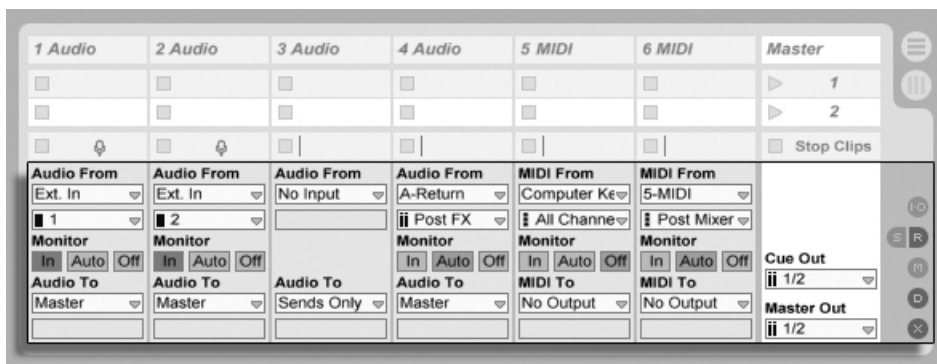 1 Audio 2 Audio 3 Audio 4 Audio 5 MIDI 6 MIDI Master
1
2
Stop Clips
Audio From Audio From Audio From Audio From MIDI From MIDI From
Ext. In Ext. In No Input A-Return Computer Ke 5-MIDI
1 2 Post FX All Channe Post Mixer
Monitor Monitor Monitor Monitor Monitor
In Auto Off In Auto Off In Auto Off In Auto Off In Auto Off
Cue Out
Audio To Audio To Audio To Audio To MIDI To MIDI To
1/2
Master Master Sends Only Master No Output No Output
Master Out
1/2
I-O
S R
M
D
X